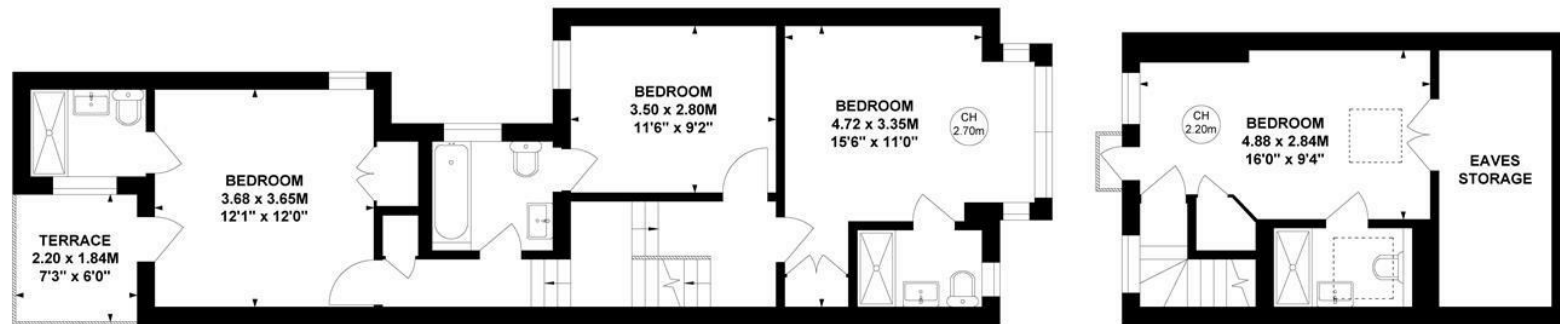 TERRACE
2.20 x 1.84M
7'3" x 6'0"
BEDROOM
3.68 x 3.65M
12'1" x 12'0"
BEDROOM
3.50 x 2.80M
11'6" x 9'2"
BEDROOM
4.72 x 3.35M
15'6" x 11'0"
CH
2.70m
CH
2.20m
BEDROOM
4.88 x 2.84M
16'0" x 9'4"
EAVES
STORAGE